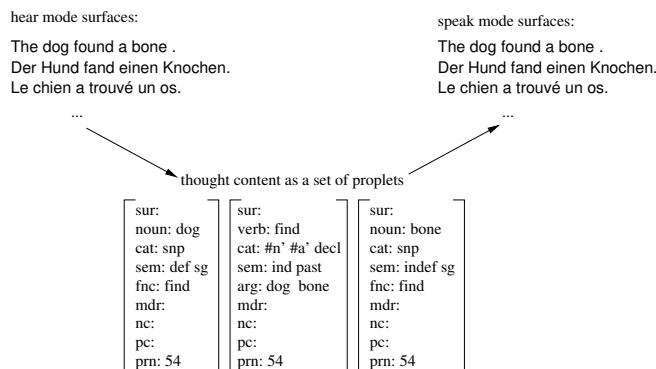 hear mode surfaces:
The dog found a bone .
Der Hund fand einen Knochen.
Le chien a trouvé un os.
...
speak mode surfaces:
The dog found a bone .
Der Hund fand einen Knochen.
Le chien a trouvé un os.
...
thought content as a set of proplets
sur:
noun: dog
cat: snp
sem: def sg
fnc: find
mdr:
nc:
pc:
prn: 54
sur:
verb: find
cat: #n’ #a’ decl
sem: ind past
arg: dog bone
mdr:
nc:
pc:
prn: 54
sur:
noun: bone
cat: snp
sem: indef sg
fnc: find
mdr:
nc:
pc:
prn: 54